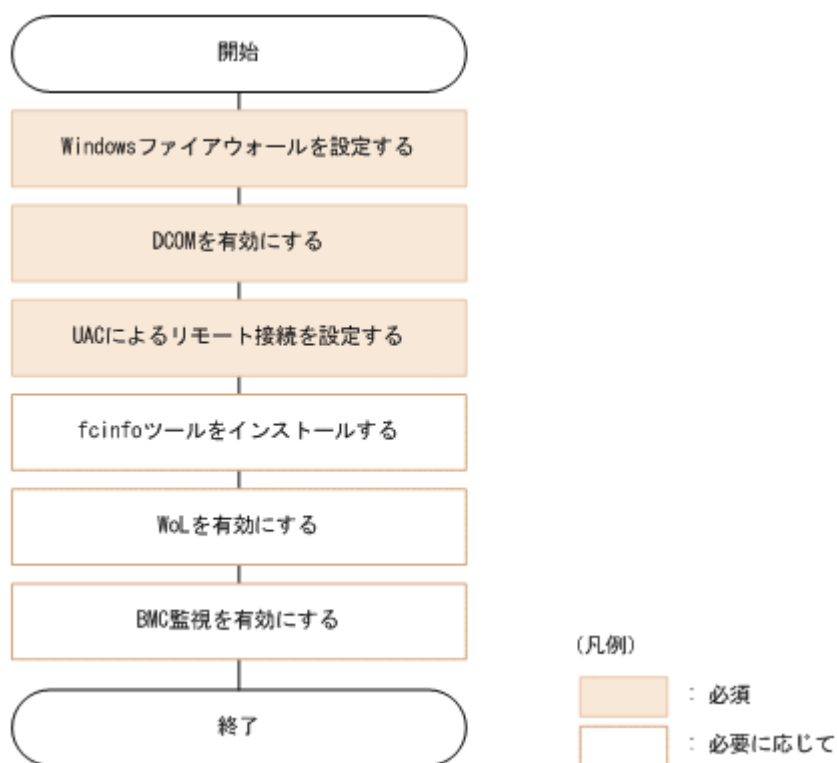 開始
Windowsファイアウォールを設定する
DCOMを有効にする
UACによるリモート接続を設定する
fcinfoツールをインストールする
WoLを有効にする
BMC監視を有効にする
終了
(凡例)
: 必須
: 必要に応じて